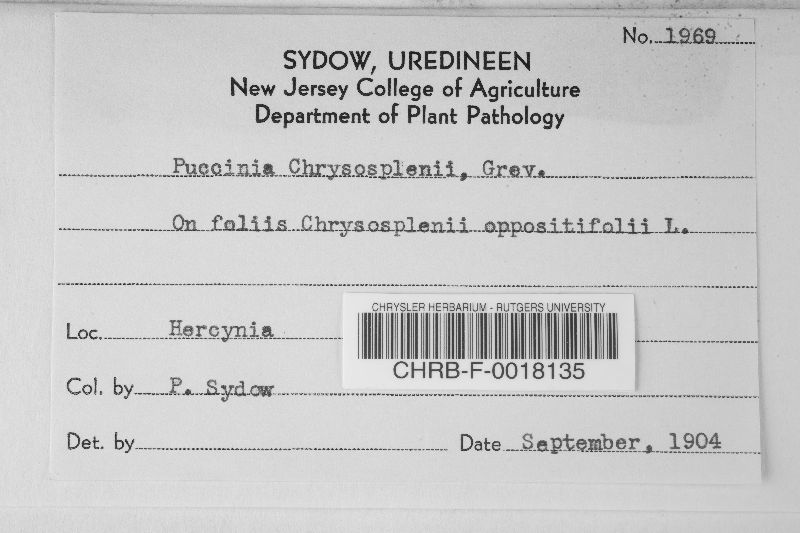 No. 1969
SYDOW, UREDINEEN
New Jersey College of Agriculture
Department of Plant Pathology
Puccinia Chrysosplenii, Grev.
On foliis Chrysosplenii oppositifolii L.
Loc. Hercynia
CHRYSLER HERBARIUM - RUTGERS UNIVERSITY
CHRB-F-0018135
Col. by P. Sydow
Det. by Date September, 1904